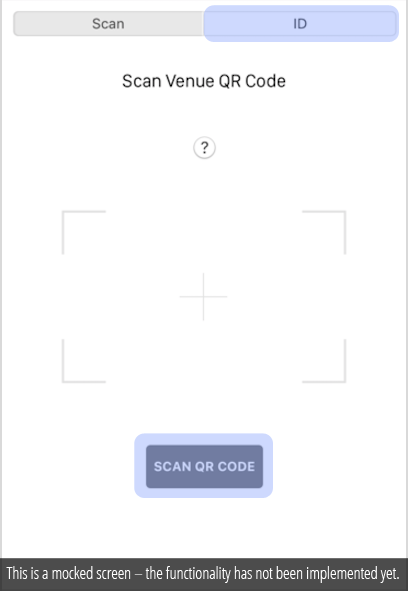 Scan
ID
Scan Venue QR Code
?
SCAN QR CODE
This is a mocked screen – the functionality has not been implemented yet.